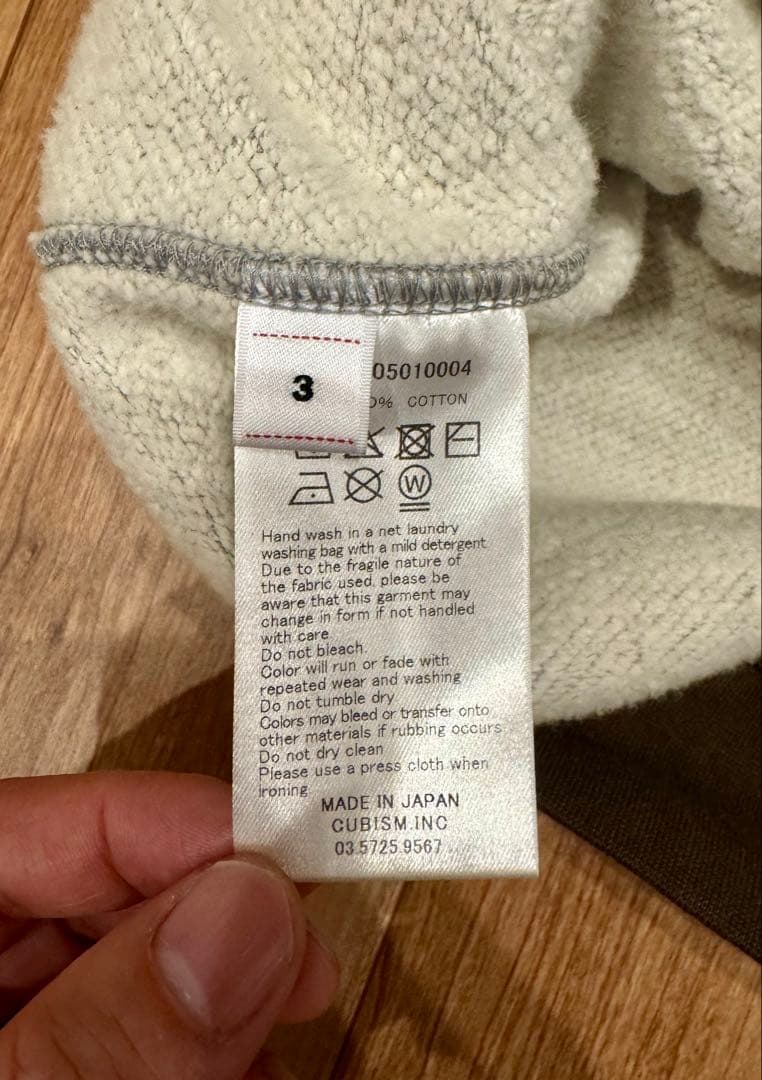 3
05010004
0% COTTON
W
Hand wash in a net laundry
washing bag with a mild detergent.
Due to the fragile nature of
the fabric used, please be
aware that this garment may
change in form if not handled
with care.
Do not bleach.
Color will run or fade with
repeated wear and washing
Do not tumble dry
Colors may bleed or transfer onto
other materials if rubbing occurs
Do not dry clean
Please use a press cloth when
ironing
MADE IN JAPAN
CUBISM.INC
03.5725.9567